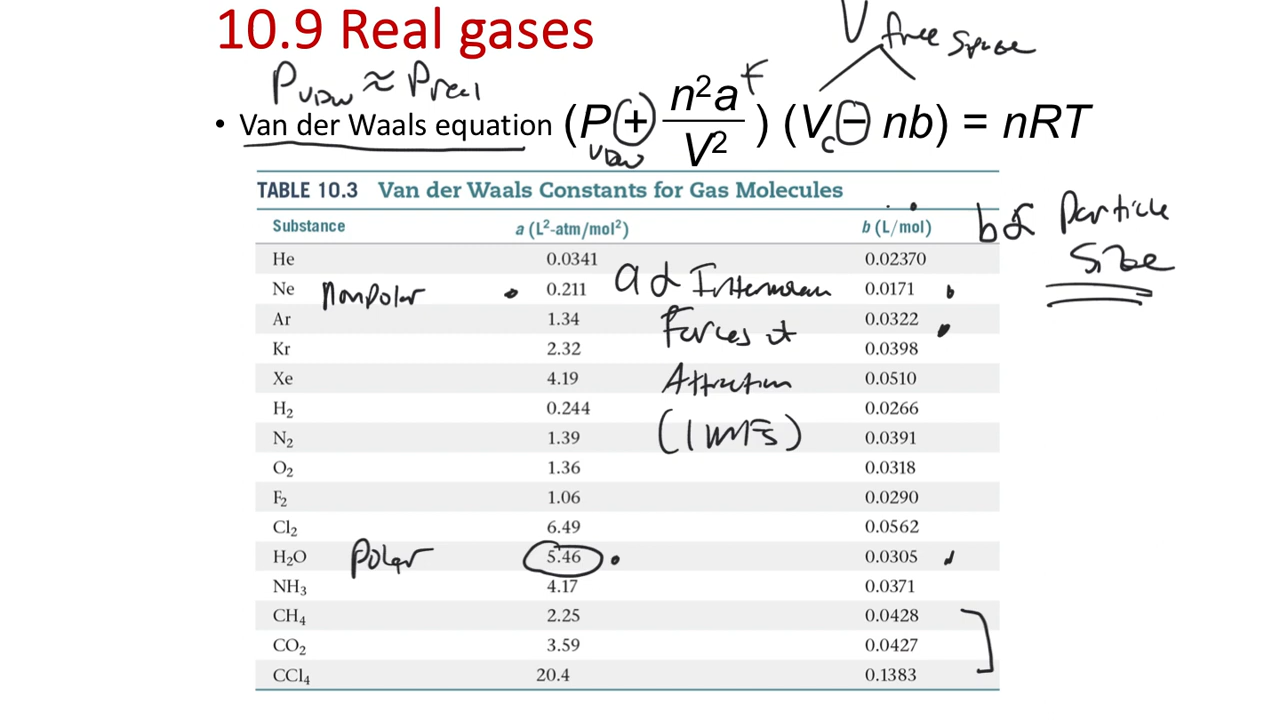 10.9 Real gases
V free space
PVDW ≈ Preal
• Van der Waals equation (P + n²a / V²) (V − nb) = nRT
VDW
c
TABLE 10.3 Van der Waals Constants for Gas Molecules
Substance a (L²-atm/mol²) b (L/mol)
b α Particle
Size
He 0.0341 0.02370
Ne Nonpolar 0.211 0.0171
a α
Ar 1.34 0.0322
Forces of
Kr 2.32 0.0398
Xe 4.19 0.0510
Attraction
H₂ 0.244 0.0266
(IMFs)
N₂ 1.39 0.0391
O₂ 1.36 0.0318
F₂ 1.06 0.0290
Cl₂ 6.49 0.0562
H₂O Polar 5.46 0.0305
NH₃ 4.17 0.0371
CH₄ 2.25 0.0428
CO₂ 3.59 0.0427
CCl₄ 20.4 0.1383